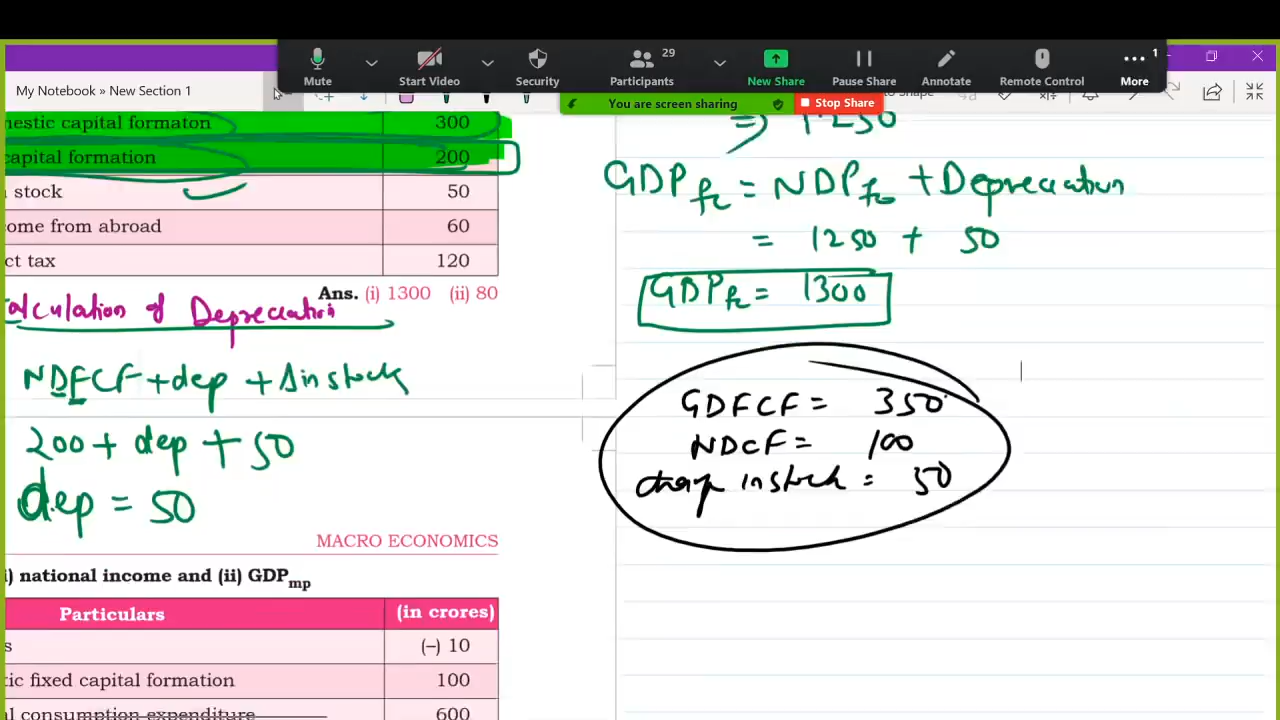 Mute
Start Video
Security
Participants 29
New Share
Pause Share
Annotate
Remote Control
More 1
My Notebook » New Section 1
You are screen sharing
Stop Share
nestic capital formaton 300
capital formation 200
n stock 50
ome from abroad 60
ct tax 120
Ans. (i) 1300 (ii) 80
alculation of Depreciation
NDFCF + dep + Δ in stock
200 + dep + 50
dep = 50
MACRO ECONOMICS
i) national income and (ii) GDPmp
Particulars (in crores)
s (–) 10
tic fixed capital formation 100
al consumption expenditure 600
⇒ 1250
GDPfc = NDPfc + Depreciation
= 1250 + 50
GDPfc = 1300
GDFCF = 350
NDCF = 100
change in stock = 50